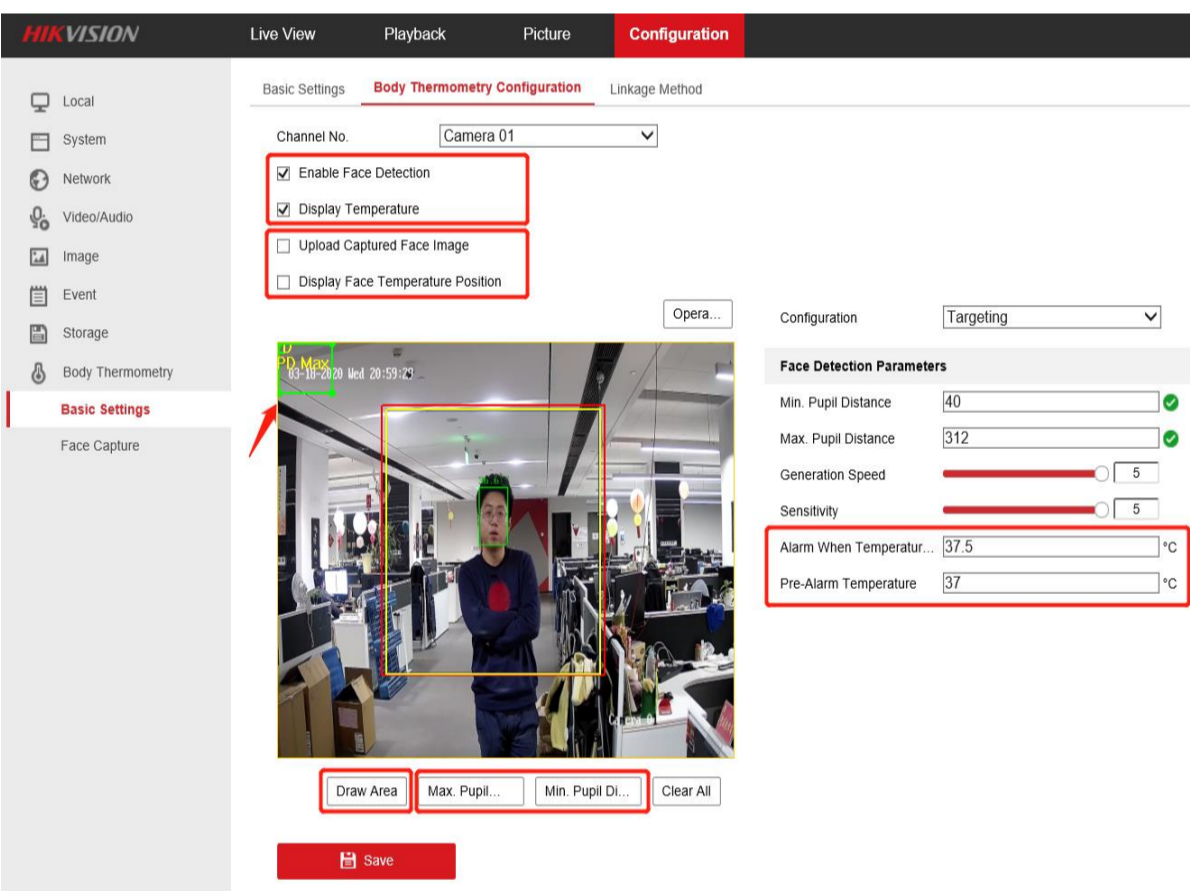 HIKVISION
Live View
Playback
Picture
Configuration
Local
System
Network
Video/Audio
Image
Event
Storage
Body Thermometry
Basic Settings
Face Capture
Basic Settings
Body Thermometry Configuration
Linkage Method
Channel No.
Camera 01
Enable Face Detection
Display Temperature
Upload Captured Face Image
Display Face Temperature Position
Opera...
D
PD Max
03-18-2020 Wed 20:59:29
Draw Area
Max. Pupil...
Min. Pupil Di...
Clear All
Save
Configuration
Targeting
Face Detection Parameters
Min. Pupil Distance
40
Max. Pupil Distance
312
Generation Speed
5
Sensitivity
5
Alarm When Temperatur...
37.5
°C
Pre-Alarm Temperature
37
°C